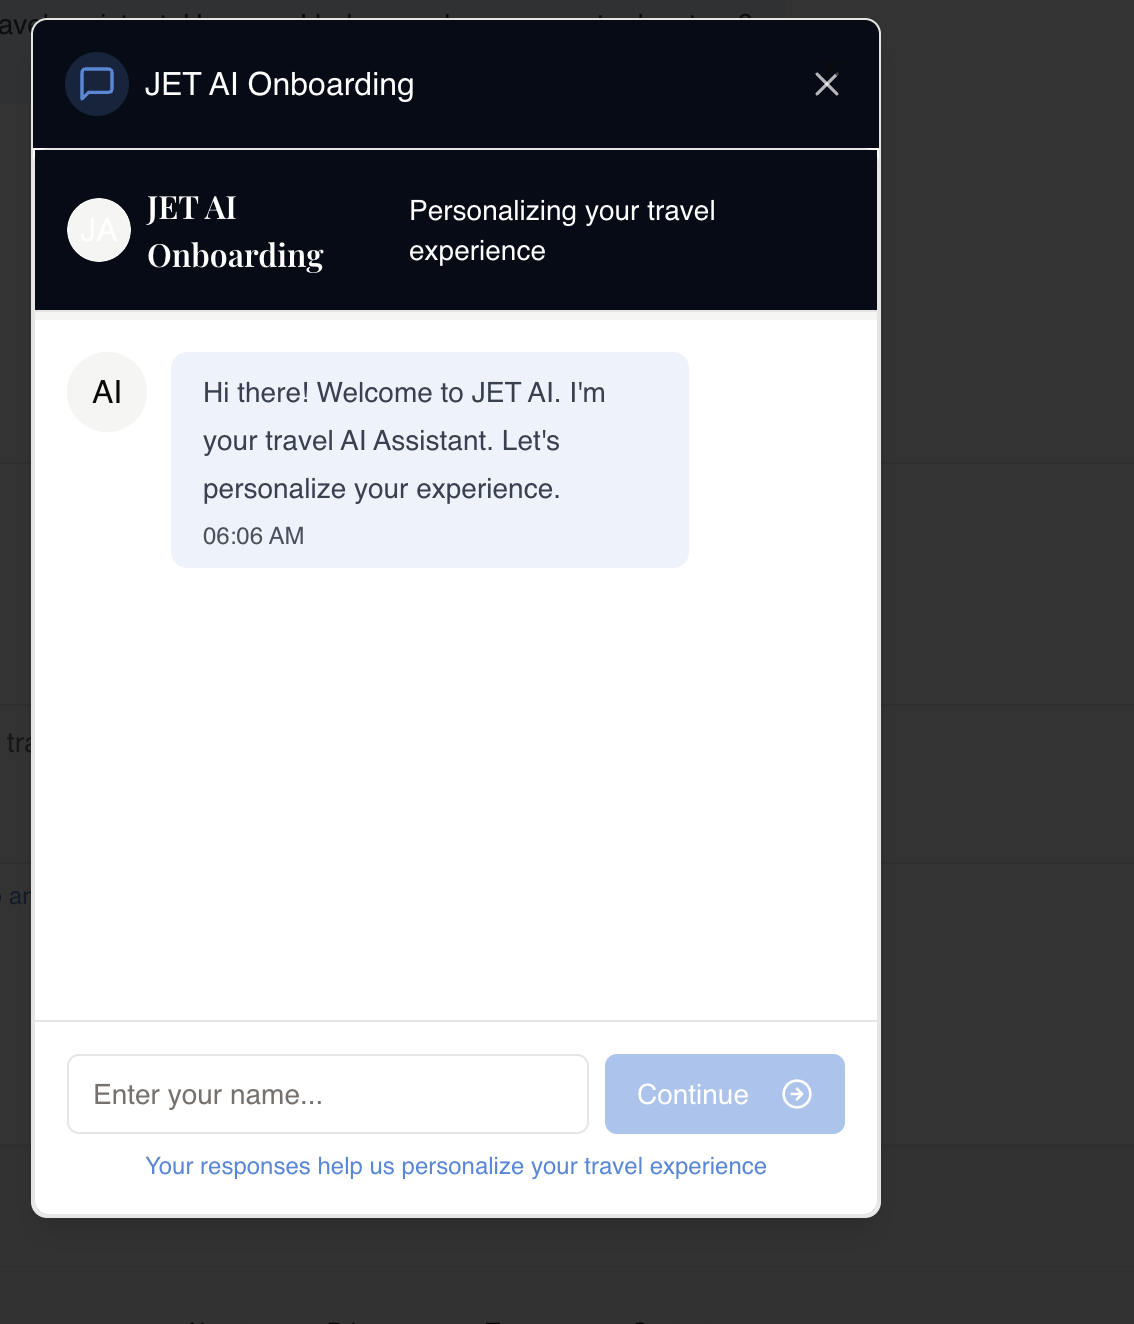 JET AI Onboarding
JA
JET AI
Onboarding
Personalizing your travel
experience
AI
Hi there! Welcome to JET AI. I'm
your travel AI Assistant. Let's
personalize your experience.
06:06 AM
Enter your name...
Continue
Your responses help us personalize your travel experience